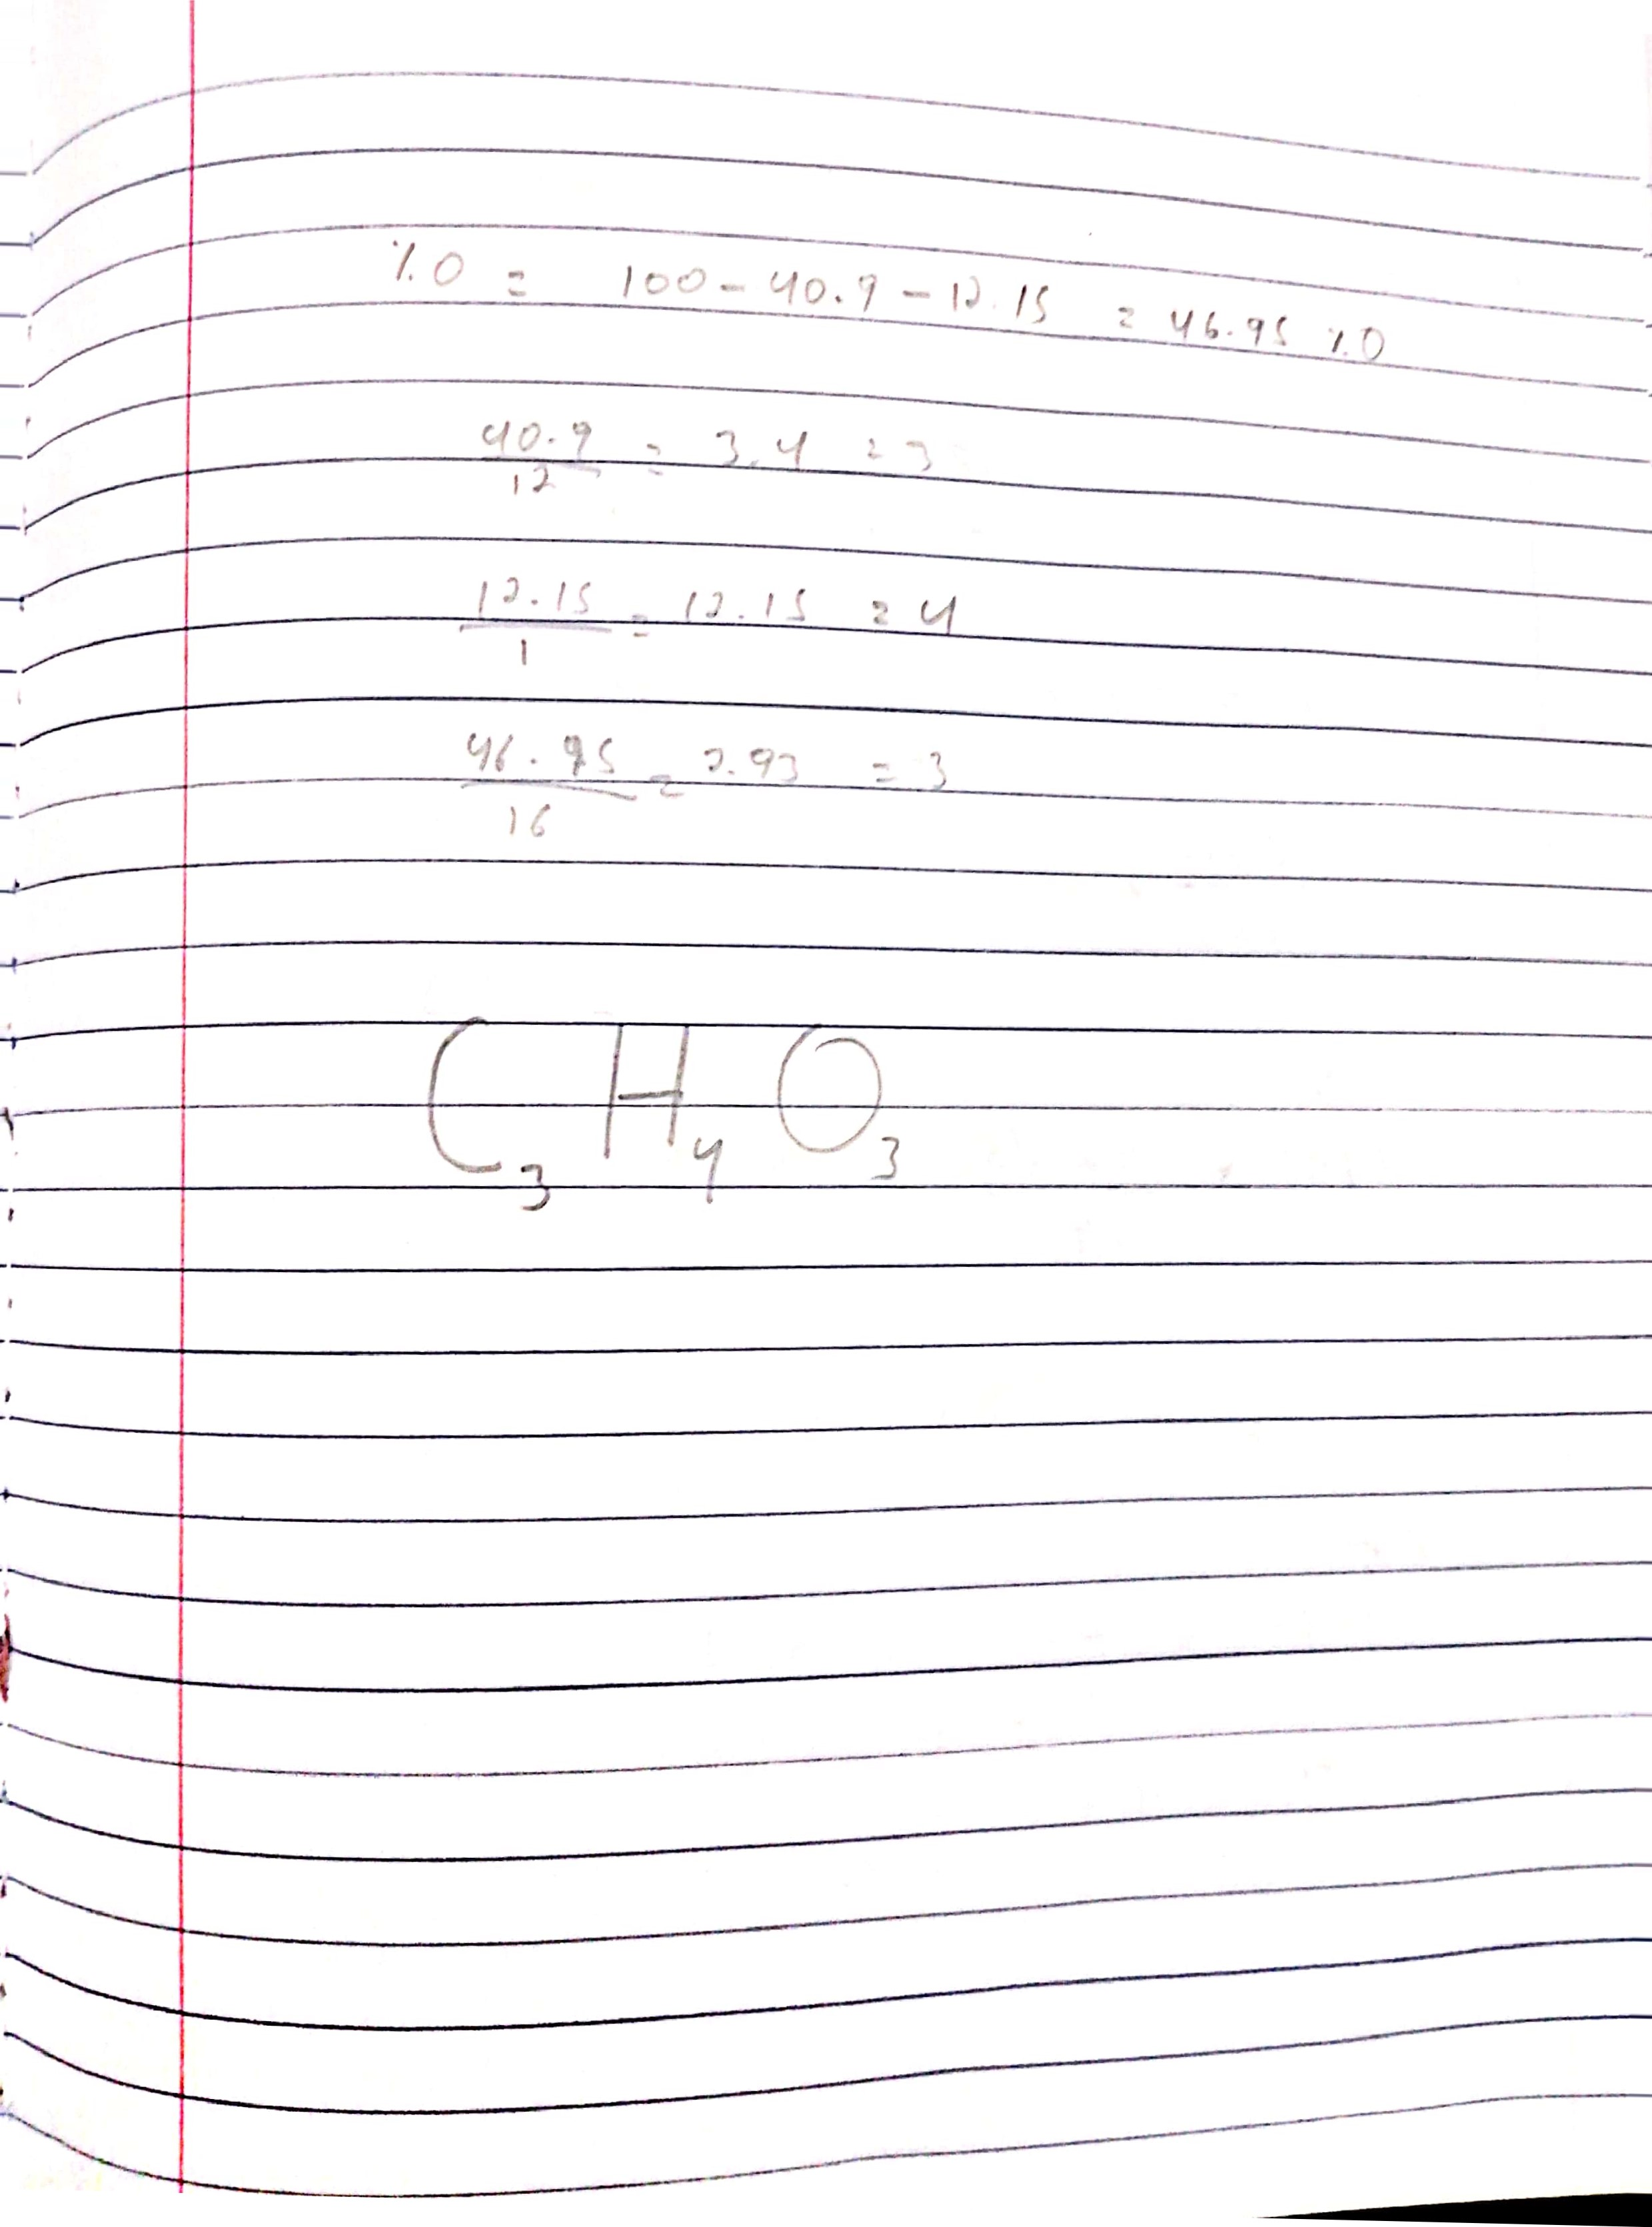 %O = 100 - 40.9 - 12.15 = 46.95 %O
40.9/12 = 3.4 = 3
12.15/1 = 12.15 = 4
46.95/16 = 2.93 = 3
C₃H₄O₃